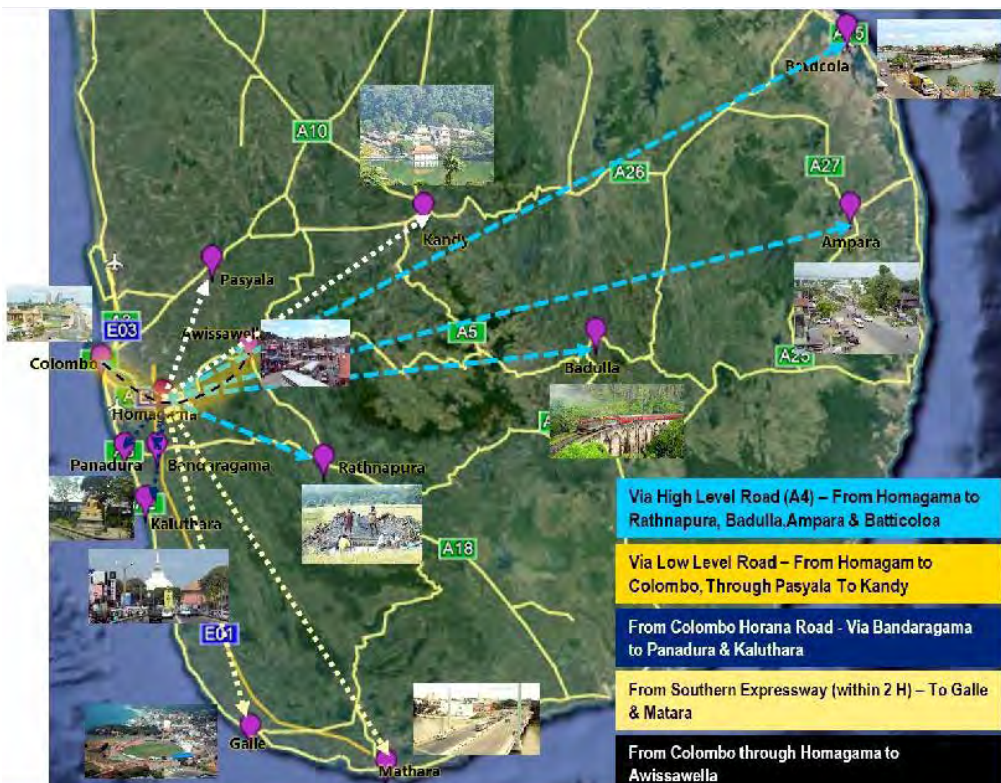 A15
Baticola
A10
A26
A27
Kandy
Ampara
Pasyala
E03
Awissawell
A5
Colombo
Badulla
A25
Homagama
Panadura
Bandaragama
Rathnapura
Kaluthara
A18
E01
Galle
Mathara
Via High Level Road (A4) – From Homagama to
Rathnapura, Badulla,Ampara & Batticoloa
Via Low Level Road – From Homagam to
Colombo, Through Pasyala To Kandy
From Colombo Horana Road - Via Bandaragama
to Panadura & Kaluthara
From Southern Expressway (within 2 H) – To Galle
& Matara
From Colombo through Homagama to
Awissawella